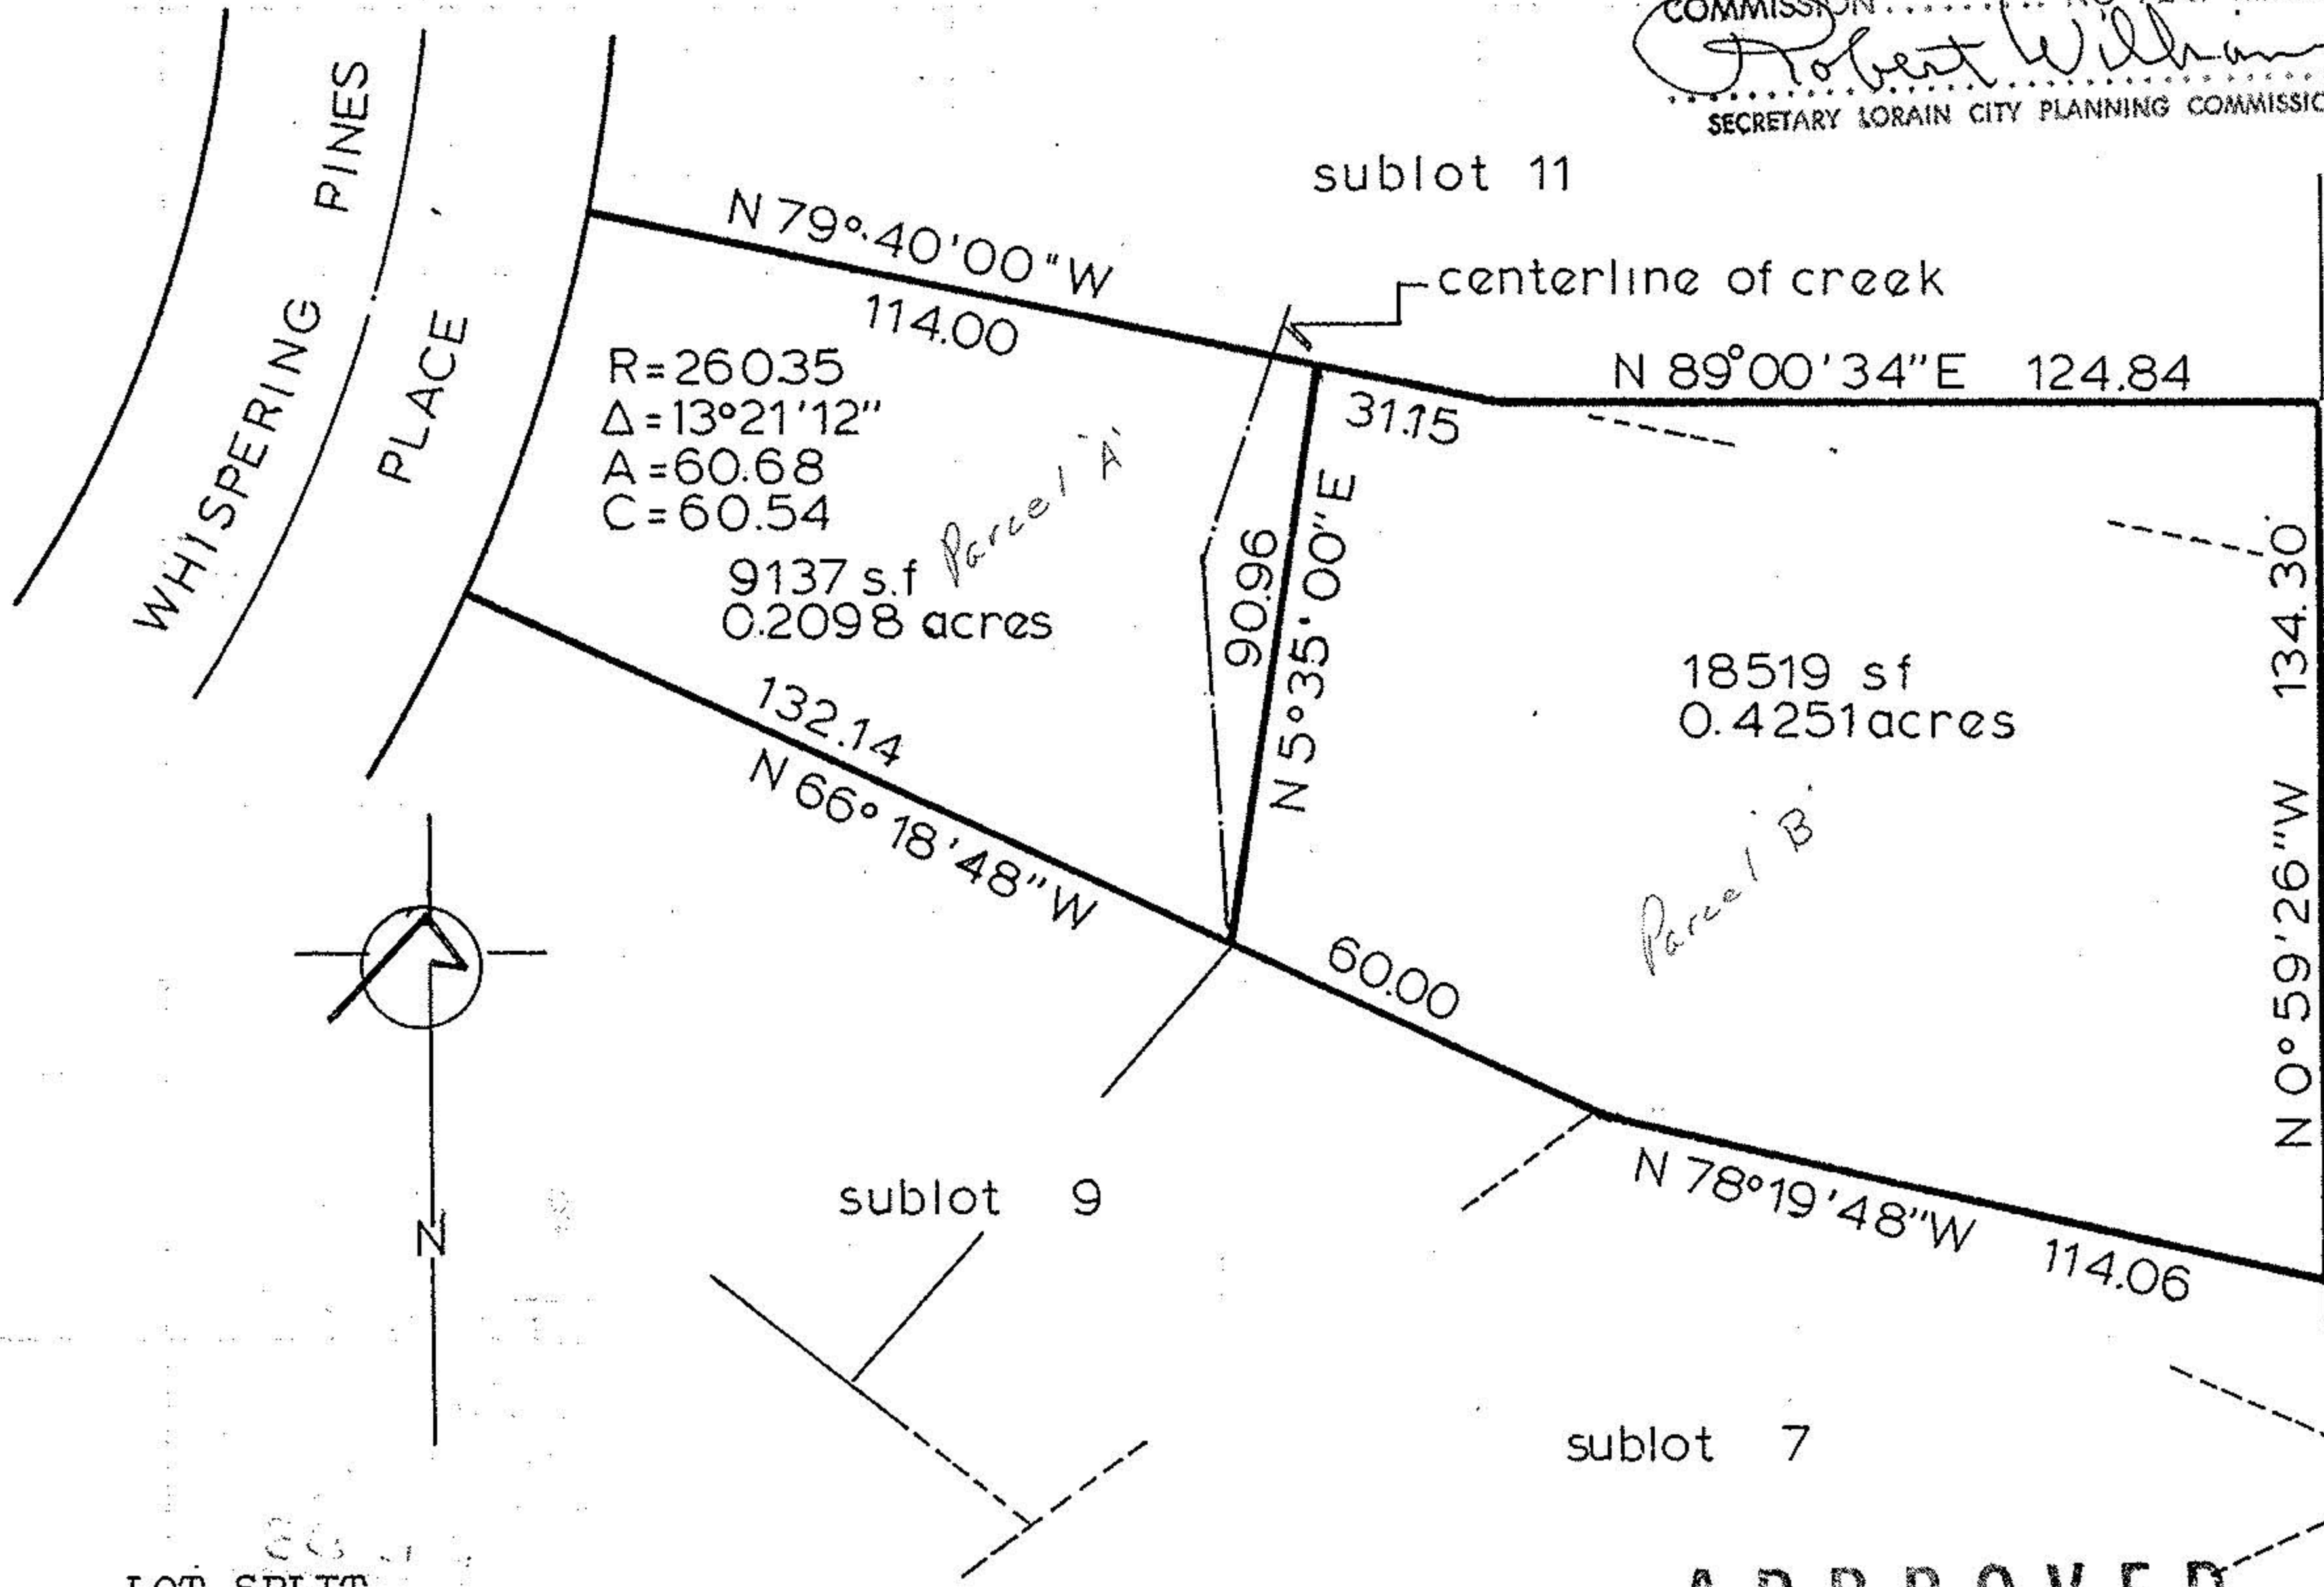 COMMISSION
Robert William
SECRETARY LORAIN CITY PLANNING
sublot 11
WHISPERING PINES
PLACE
N 79° 40'00"W
114.00
centerline of creek
N 89°00'34"E 124.84
31.15
R=260.35
Δ=13°21'12"
A=60.68
C=60.54
Parcel 'A'
9137 s.f
0.2098 acres
90.96
N 5°35'00"E
134.30
N 0°59'26"W
18519 sf
0.4251 acres
Parcel 'B'
132.14
N 66° 18'48"W
60.00
N 78°19'48"W 114.06
N
sublot 9
sublot 7
LOT SPLIT
APPROVED